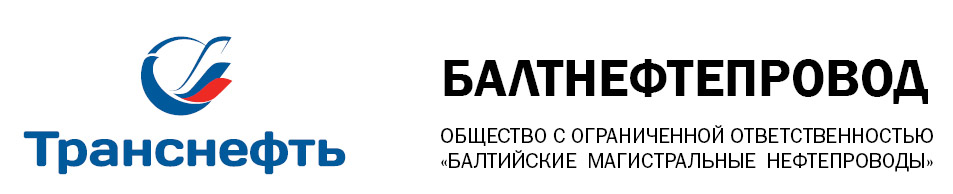 Транснефть
БАЛТНЕФТЕПРОВОД
ОБЩЕСТВО С ОГРАНИЧЕННОЙ ОТВЕТСТВЕННОСТЬЮ
«БАЛТИЙСКИЕ МАГИСТРАЛЬНЫЕ НЕФТЕПРОВОДЫ»